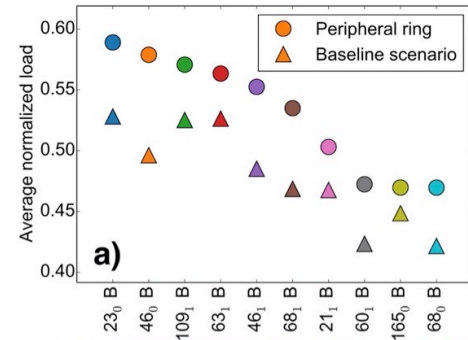 Average normalized load
0.60
0.55
0.50
0.45
0.40
Peripheral ring
Baseline scenario
a)
23₀ B
46₀ B
109₁ B
63₁ B
46₁ B
68₁ B
21₁ B
60₁ B
165₀ B
68₀ B